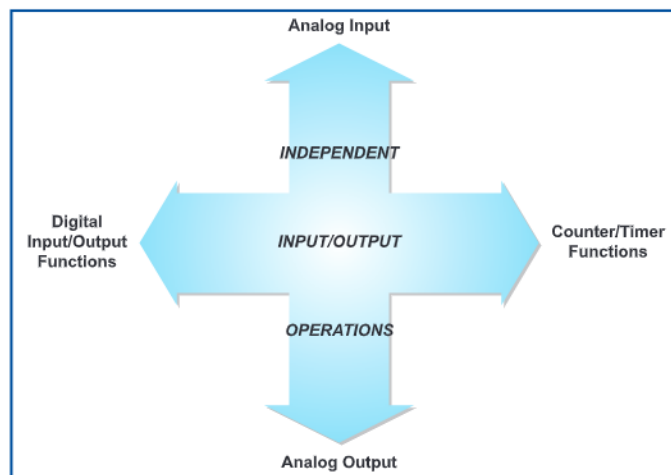 Analog Input
INDEPENDENT
Digital
Input/Output
Functions
INPUT/OUTPUT
Counter/Timer
Functions
OPERATIONS
Analog Output